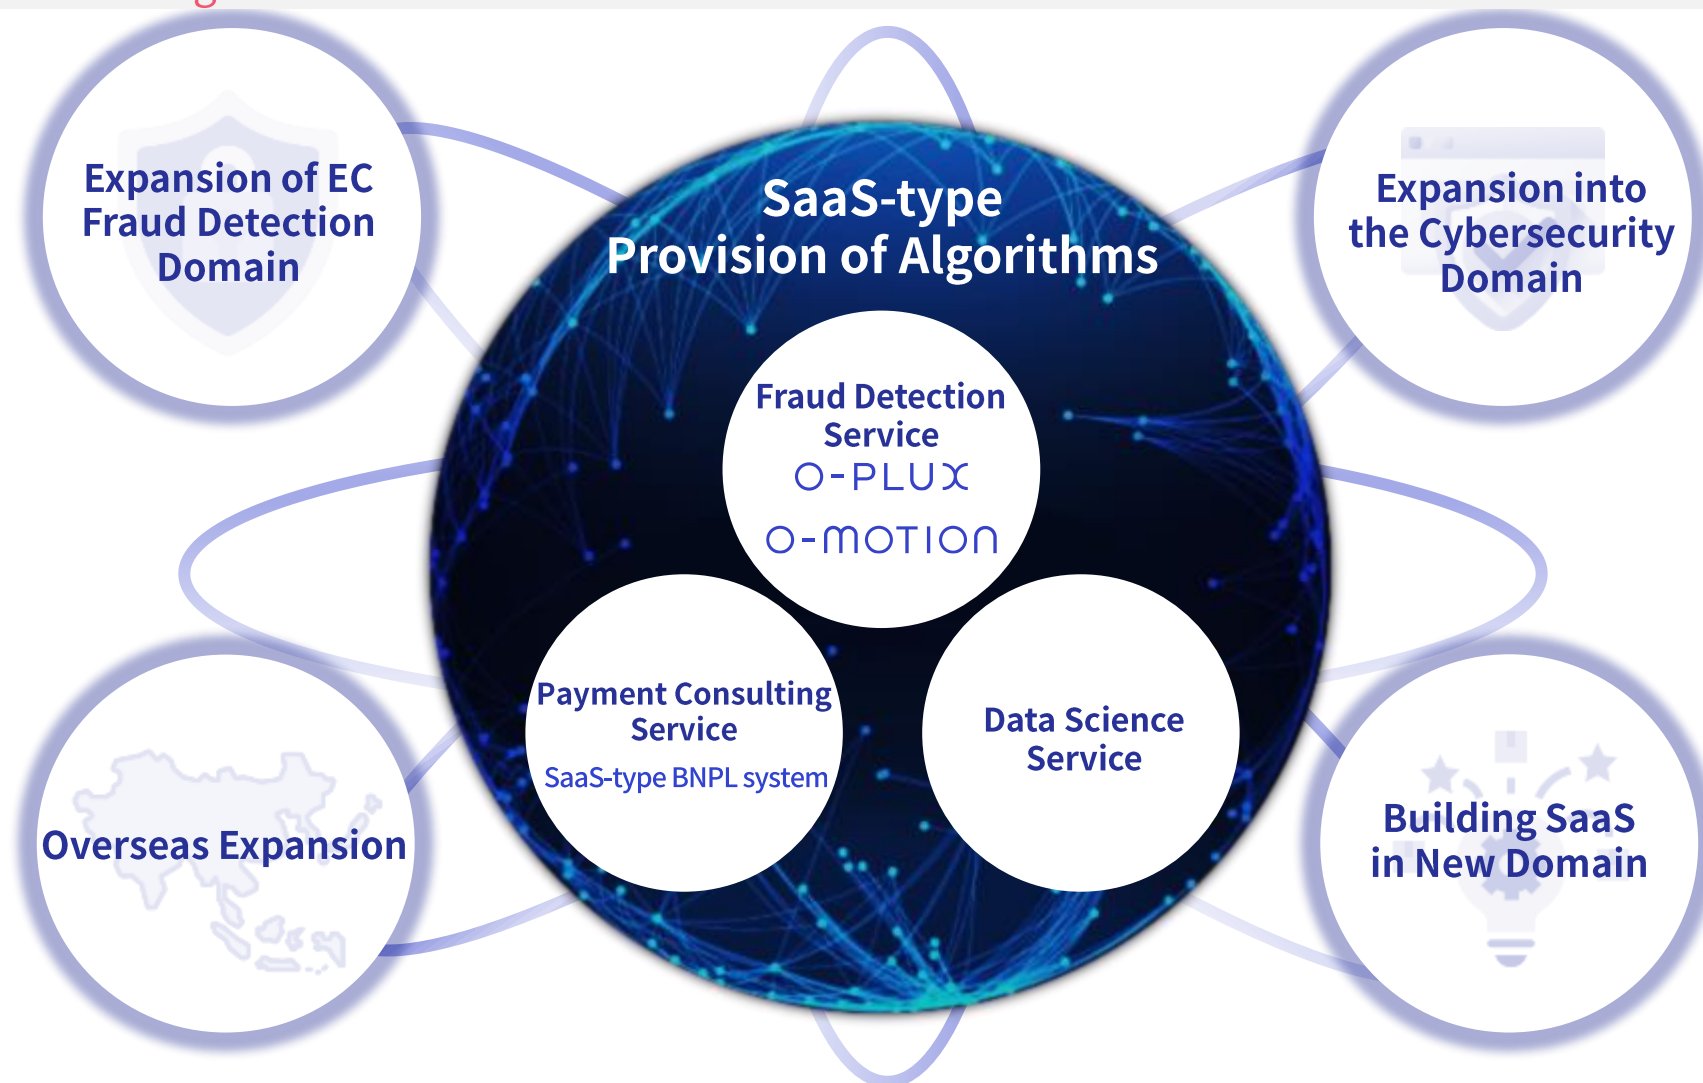 Expansion of EC
Fraud Detection
Domain
SaaS-type
Provision of Algorithms
Expansion into
the Cybersecurity
Domain
Fraud Detection
Service
O-PLUX
O-MOTION
Payment Consulting
Service
SaaS-type BNPL system
Data Science
Service
Overseas Expansion
Building SaaS
in New Domain